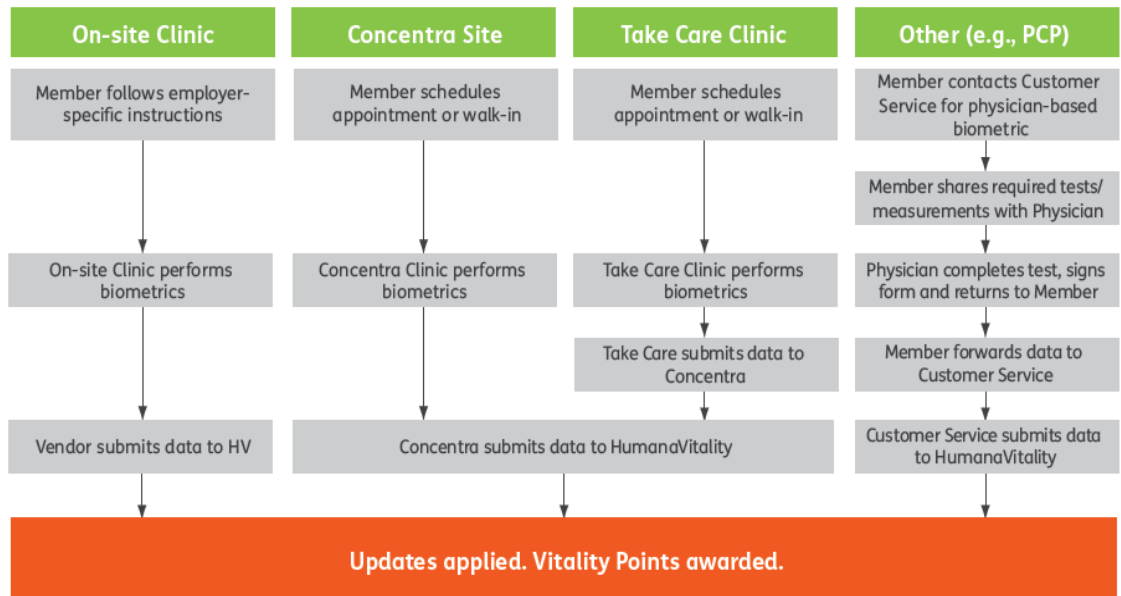 On-site Clinic
Concentra Site
Take Care Clinic
Other (e.g., PCP)
Member follows employer-
specific instructions
Member schedules
appointment or walk-in
Member schedules
appointment or walk-in
Member contacts Customer
Service for physician-based
biometric
Member shares required tests/
measurements with Physician
On-site Clinic performs
biometrics
Concentra Clinic performs
biometrics
Take Care Clinic performs
biometrics
Physician completes test, signs
form and returns to Member
Take Care submits data to
Concentra
Member forwards data to
Customer Service
Vendor submits data to HV
Concentra submits data to HumanaVitality
Customer Service submits data
to HumanaVitality
Updates applied. Vitality Points awarded.